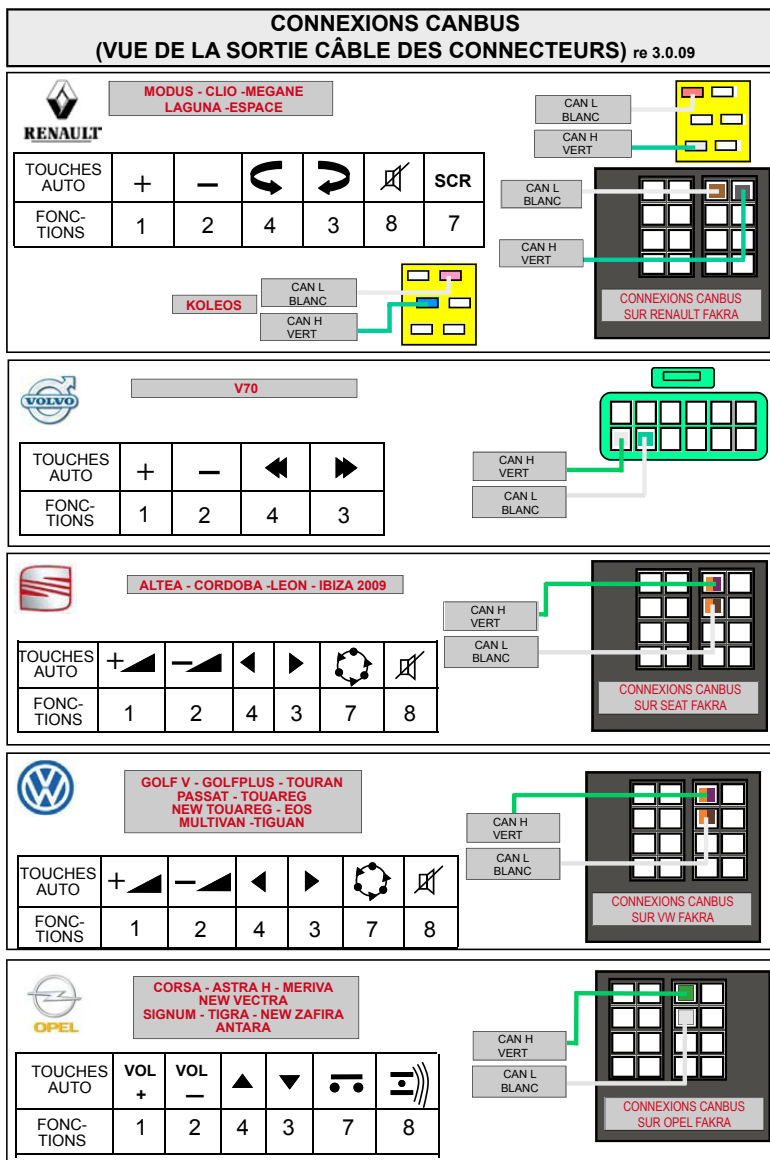 CONNEXIONS CANBUS
(VUE DE LA SORTIE CÂBLE DES CONNECTEURS) re 3.0.09
RENAULT
MODUS - CLIO -MEGANE
LAGUNA -ESPACE
CAN L
BLANC
CAN H
VERT
TOUCHES
AUTO
+ — SCR
FONC-
TIONS
1 2 4 3 8 7
CAN L
BLANC
CAN H
VERT
CONNEXIONS CANBUS
SUR RENAULT FAKRA
KOLEOS
CAN L
BLANC
CAN H
VERT
VOLVO
V70
TOUCHES
AUTO
+ —
FONC-
TIONS
1 2 4 3
CAN H
VERT
CAN L
BLANC
ALTEA - CORDOBA -LEON - IBIZA 2009
TOUCHES
AUTO
+ —
FONC-
TIONS
1 2 4 3 7 8
CAN H
VERT
CAN L
BLANC
CONNEXIONS CANBUS
SUR SEAT FAKRA
GOLF V - GOLFPLUS - TOURAN
PASSAT - TOUAREG
NEW TOUAREG - EOS
MULTIVAN -TIGUAN
TOUCHES
AUTO
+ —
FONC-
TIONS
1 2 4 3 7 8
CAN H
VERT
CAN L
BLANC
CONNEXIONS CANBUS
SUR VW FAKRA
OPEL
CORSA - ASTRA H - MERIVA
NEW VECTRA
SIGNUM - TIGRA - NEW ZAFIRA
ANTARA
TOUCHES
AUTO
VOL
+
VOL
—
FONC-
TIONS
1 2 4 3 7 8
CAN H
VERT
CAN L
BLANC
CONNEXIONS CANBUS
SUR OPEL FAKRA